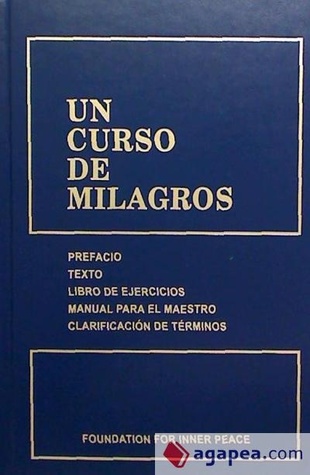 UN
CURSO
DE
MILAGROS
PREFACIO
TEXTO
LIBRO DE EJERCICIOS
MANUAL PARA EL MAESTRO
CLARIFICACIÓN DE TÉRMINOS
FOUNDATION FOR INNER PEACE
agapea.com